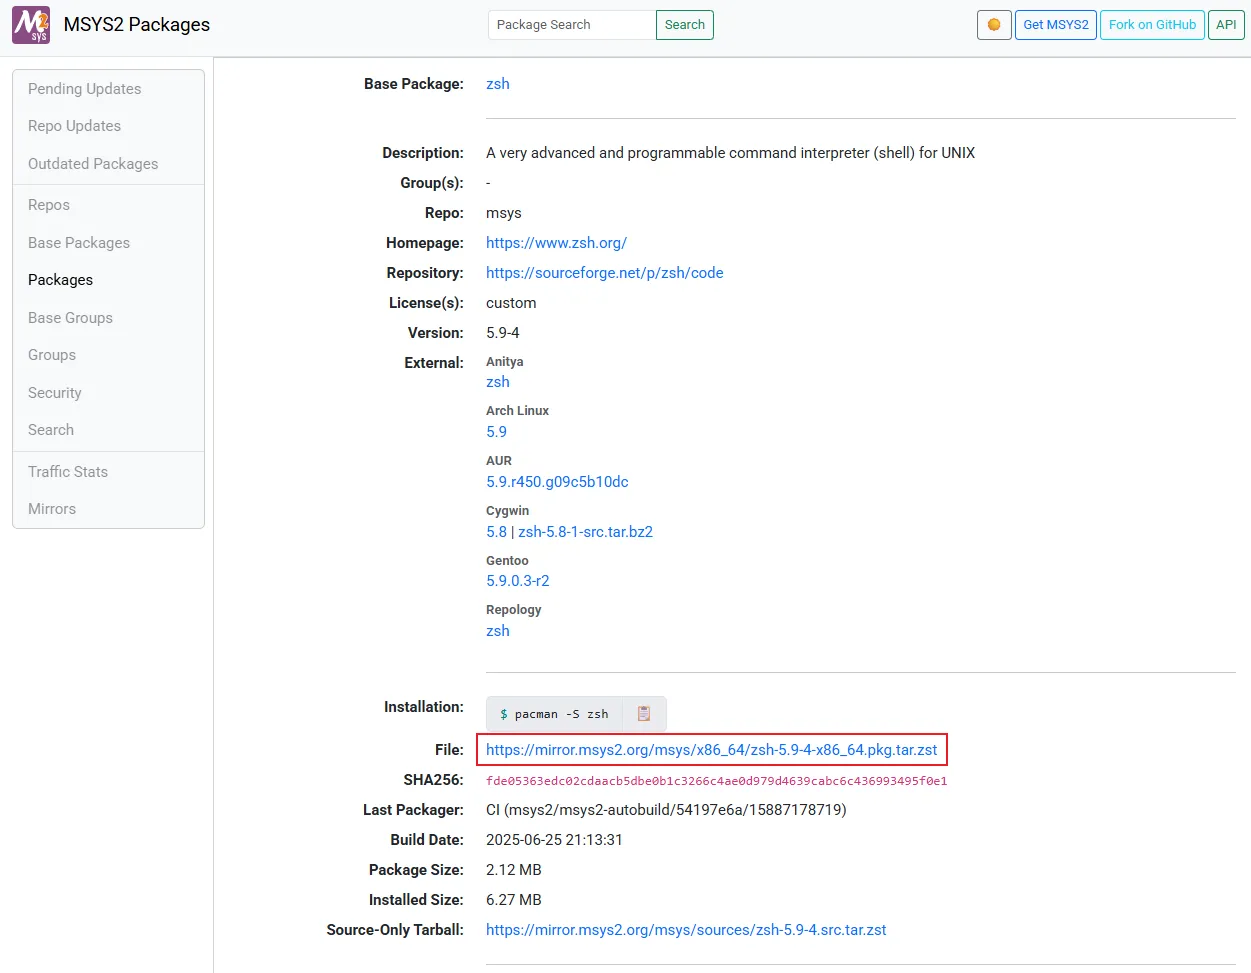 MSYS2 Packages
Package Search
Search
Get MSYS2
Fork on GitHub
API
Pending Updates
Repo Updates
Outdated Packages
Repos
Base Packages
Packages
Base Groups
Groups
Security
Search
Traffic Stats
Mirrors
Base Package: zsh
Description: A very advanced and programmable command interpreter (shell) for UNIX
Group(s): -
Repo: msys
Homepage: https://www.zsh.org/
Repository: https://sourceforge.net/p/zsh/code
License(s): custom
Version: 5.9-4
External: Anitya
zsh
Arch Linux
5.9
AUR
5.9.r450.g09c5b10dc
Cygwin
5.8 | zsh-5.8-1-src.tar.bz2
Gentoo
5.9.0.3-r2
Repology
zsh
Installation: $ pacman -S zsh
File: https://mirror.msys2.org/msys/x86_64/zsh-5.9-4-x86_64.pkg.tar.zst
SHA256: fde05363edc02cdaacb5dbe0b1c3266c4ae0d979d4639cabc6c436993495f0e1
Last Packager: CI (msys2/msys2-autobuild/54197e6a/15887178719)
Build Date: 2025-06-25 21:13:31
Package Size: 2.12 MB
Installed Size: 6.27 MB
Source-Only Tarball: https://mirror.msys2.org/msys/sources/zsh-5.9-4.src.tar.zst